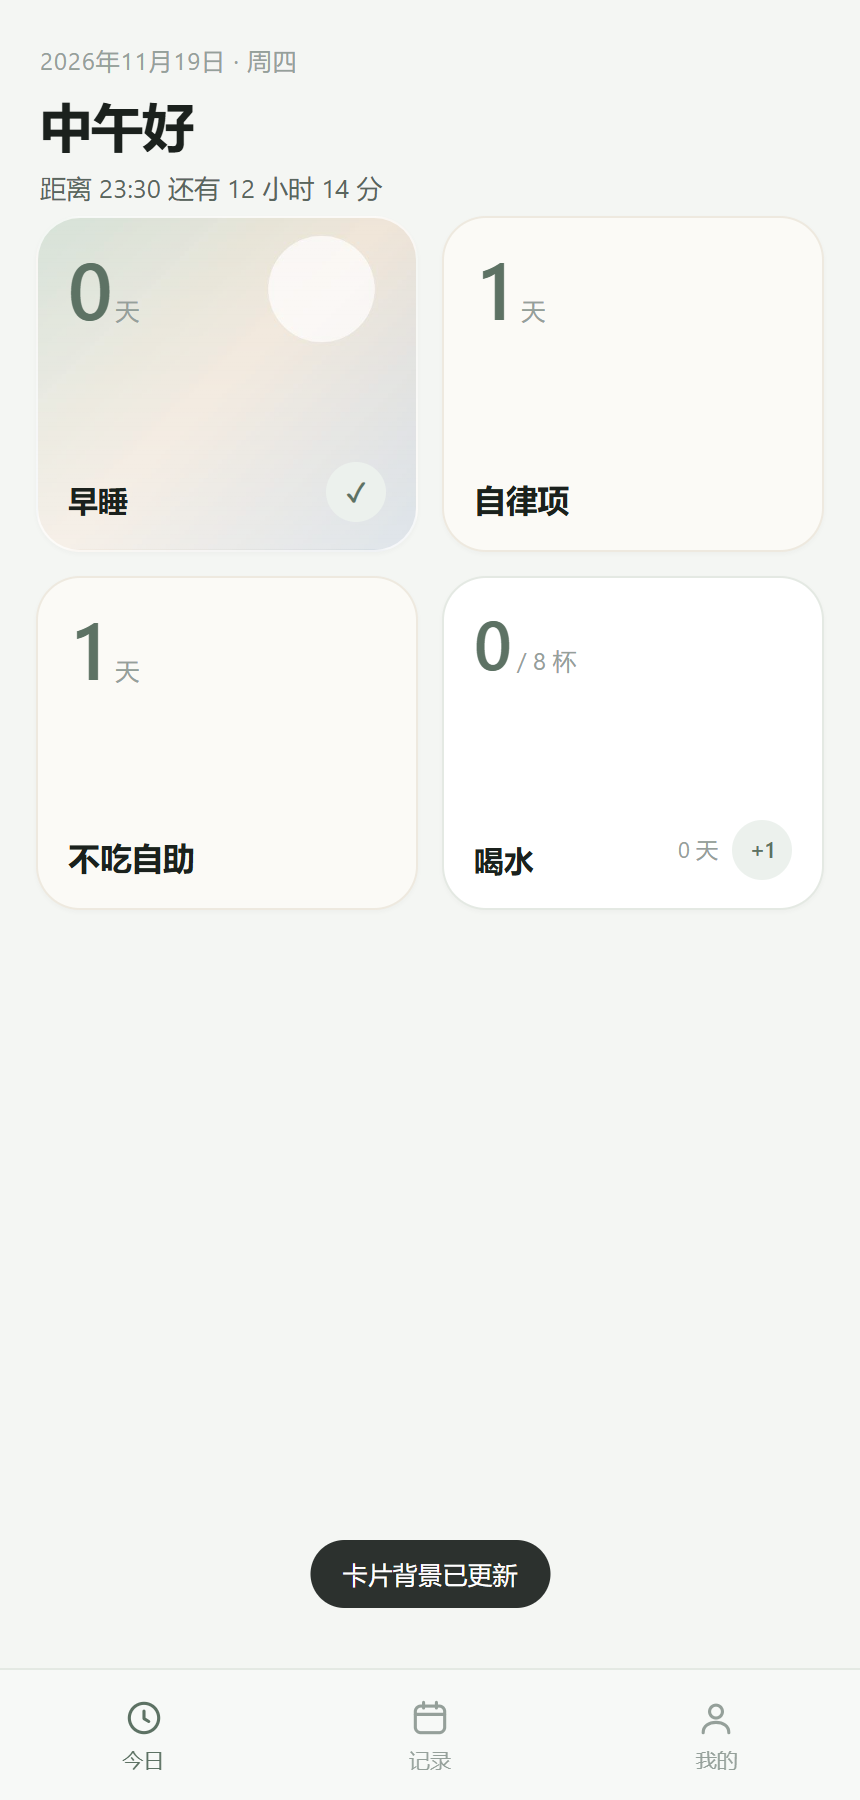 2026年11月19日 · 周四
中午好
距离 23:30 还有 12 小时 14 分
0 天
早睡
✓
1 天
自律项
1 天
不吃自助
0 / 8 杯
喝水
0 天
+1
卡片背景已更新
今日
记录
我的